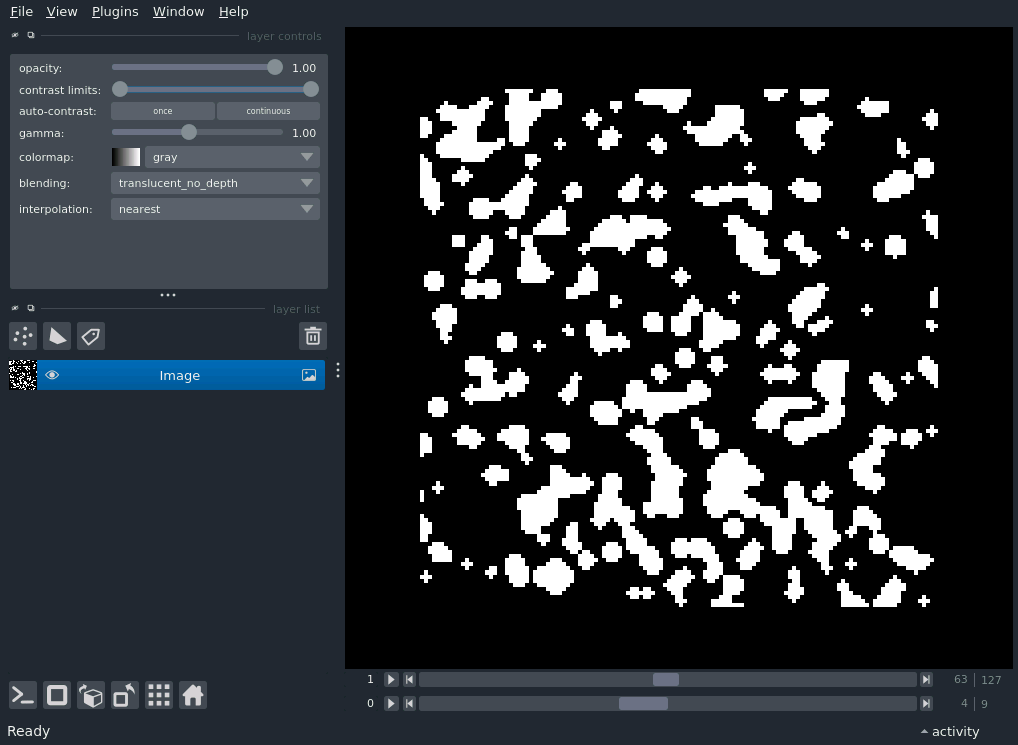 File View Plugins Window Help
layer controls
opacity: 1.00
contrast limits:
auto-contrast: once continuous
gamma: 1.00
colormap: gray
blending: translucent_no_depth
interpolation: nearest
layer list
Image
1 63 127
0 4 9
Ready activity